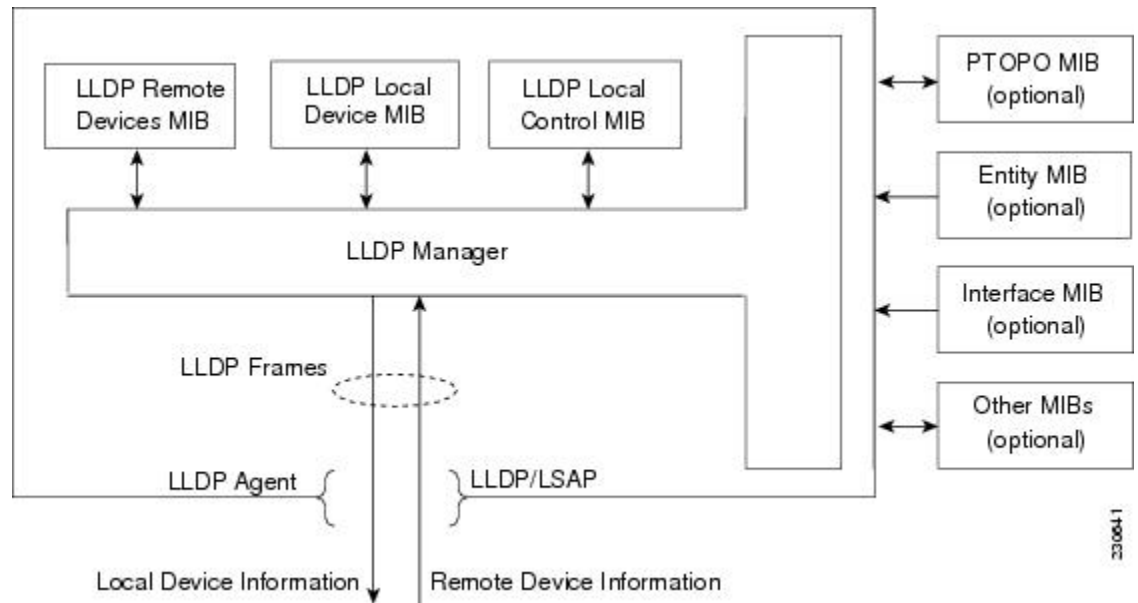 LLDP Remote
Devices MIB
LLDP Local
Device MIB
LLDP Local
Control MIB
PTOPO MIB
(optional)
Entity MIB
(optional)
LLDP Manager
Interface MIB
(optional)
LLDP Frames
Other MIBs
(optional)
LLDP Agent
LLDP/LSAP
230641
Local Device Information
Remote Device Information